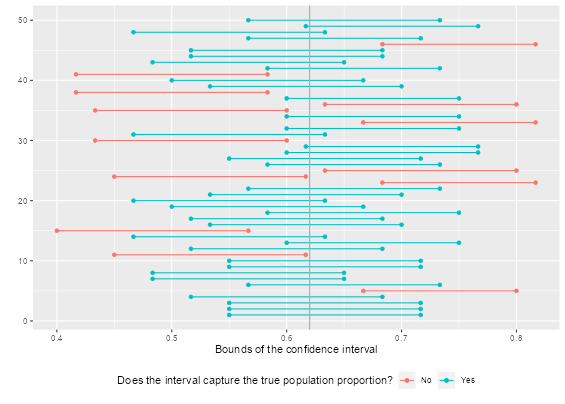 50
40
30
20
10
0
0.4 0.5 0.6 0.7 0.8
Bounds of the confidence interval
Does the interval capture the true population proportion? No Yes